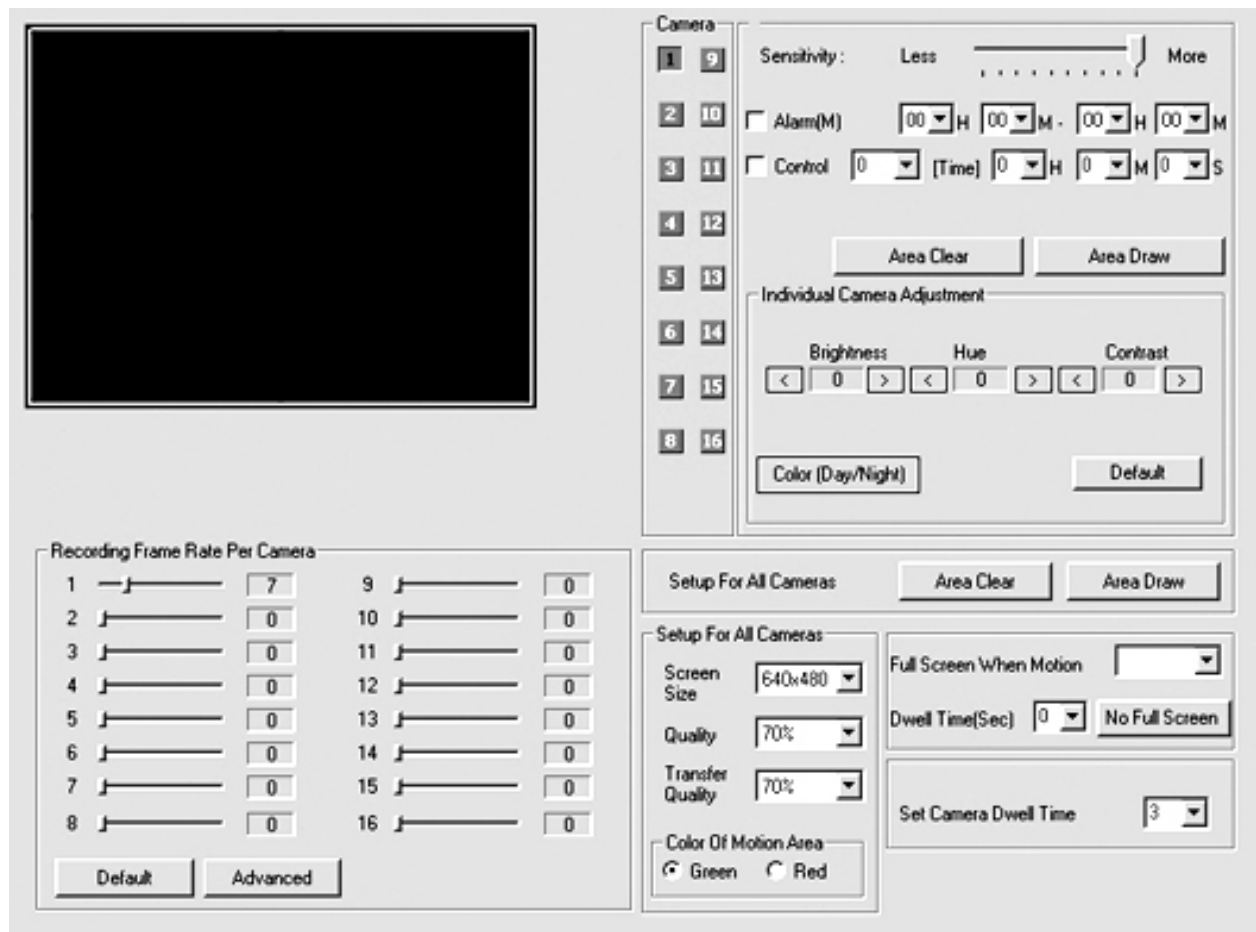 Camera
1 9
2 10
3 11
4 12
5 13
6 14
7 15
8 16
Sensitivity : Less More
Alarm(M) 00 H 00 M - 00 H 00 M
Control 0 [Time] 0 H 0 M 0 S
Area Clear Area Draw
Individual Camera Adjustment
Brightness Hue Contrast
< 0 > < 0 > < 0 >
Color (Day/Night) Default
Recording Frame Rate Per Camera
1 7 9 0
2 0 10 0
3 0 11 0
4 0 12 0
5 0 13 0
6 0 14 0
7 0 15 0
8 0 16 0
Default Advanced
Setup For All Cameras Area Clear Area Draw
Setup For All Cameras
Screen
Size 640x480
Quality 70%
Transfer
Quality 70%
Color Of Motion Area
Green Red
Full Screen When Motion
Dwell Time(Sec) 0 No Full Screen
Set Camera Dwell Time 3